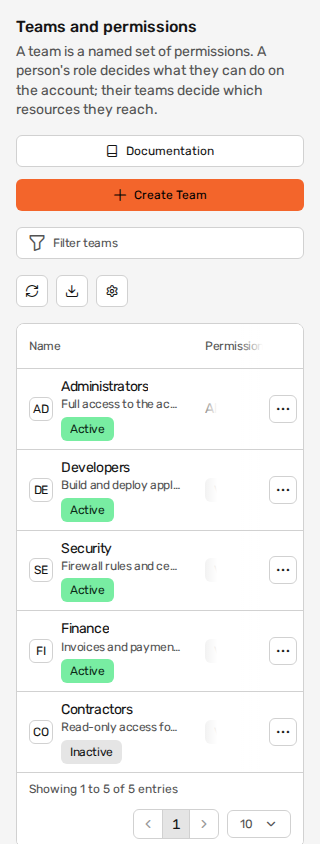 Teams and permissions
A team is a named set of permissions. A
person's role decides what they can do on
the account; their teams decide which
resources they reach.
Documentation
Create Team
Filter teams
Name
AD
Administrators
Full access to the ac...
Active
DE
Developers
Build and deploy appl...
Active
SE
Security
Firewall rules and ce...
Active
FI
Finance
Invoices and paymen...
Active
CO
Contractors
Read-only access fo...
Inactive
Showing 1 to 5 of 5 entries
1
10